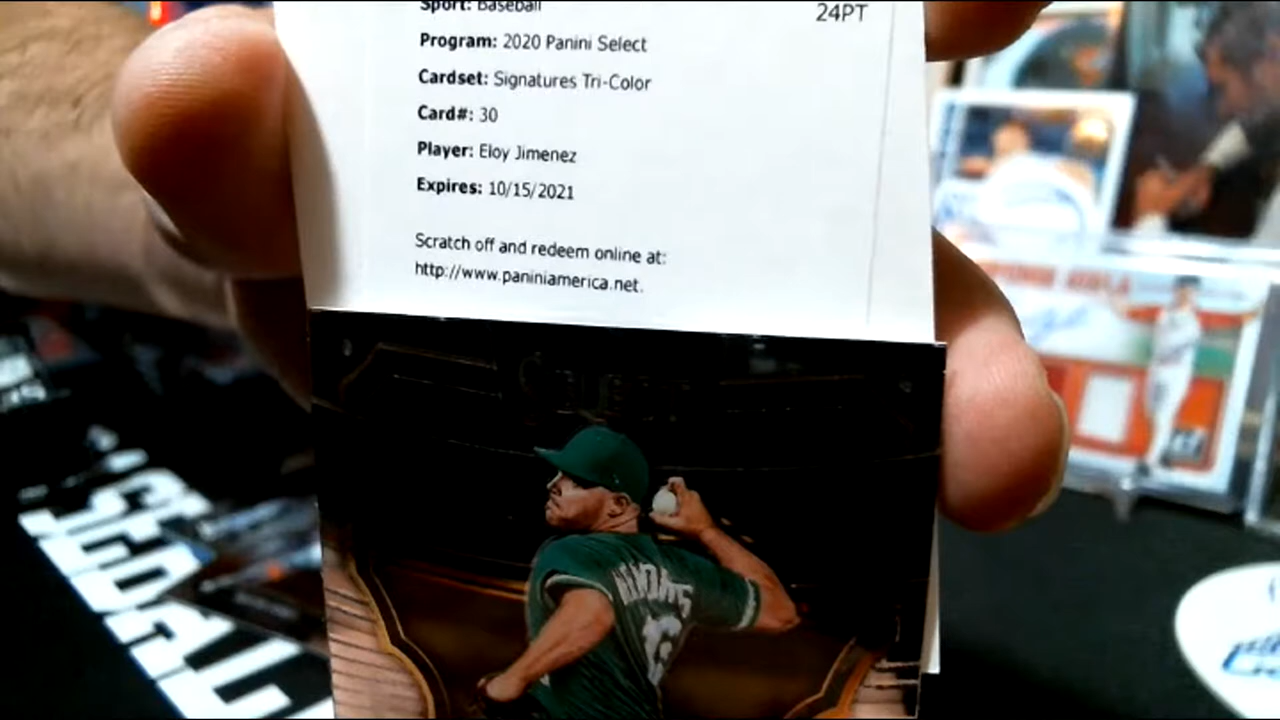 Sport: Baseball
24PT
Program: 2020 Panini Select
Cardset: Signatures Tri-Color
Card#: 30
Player: Eloy Jimenez
Expires: 10/15/2021
Scratch off and redeem online at:
http://www.paniniamerica.net.